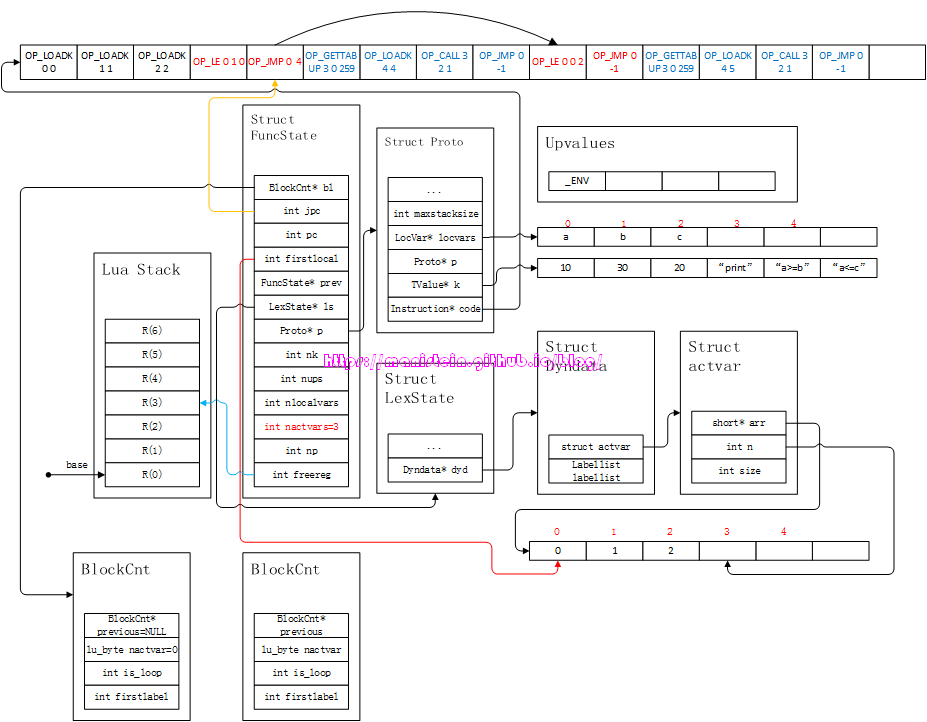 OP_LOADK
0 0
OP_LOADK
1 1
OP_LOADK
2 2
OP_LE 0 1 0
OP_JMP 0 4
OP_GETTAB
UP 3 0 259
OP_LOADK
4 4
OP_CALL 3
2 1
OP_JMP 0
-1
OP_LE 0 0 2
OP_JMP 0
-1
OP_GETTAB
UP 3 0 259
OP_LOADK
4 5
OP_CALL 3
2 1
OP_JMP 0
-1
Struct
FuncState
BlockCnt* bl
int jpc
int pc
int firstlocal
FuncState* prev
LexState* ls
Proto* p
int nk
int nups
int nlocalvars
int nactvars=3
int np
int freereg
Struct Proto
...
int maxstacksize
LocVar* locvars
Proto* p
TValue* k
Instruction* code
Upvalues
_ENV
0 1 2 3 4
a b c
10 30 20 “print” “a>=b” “a<=c”
Lua Stack
R(6)
R(5)
R(4)
R(3)
R(2)
R(1)
R(0)
base
Struct
LexState
...
Dyndata* dyd
Struct
Dyndata
struct actvar
Labellist
labellist
Struct
actvar
short* arr
int n
int size
0 1 2 3 4
0 1 2
BlockCnt
BlockCnt*
previous=NULL
lu_byte nactvar=0
int is_loop
int firstlabel
BlockCnt
BlockCnt*
previous
lu_byte nactvar
int is_loop
int firstlabel